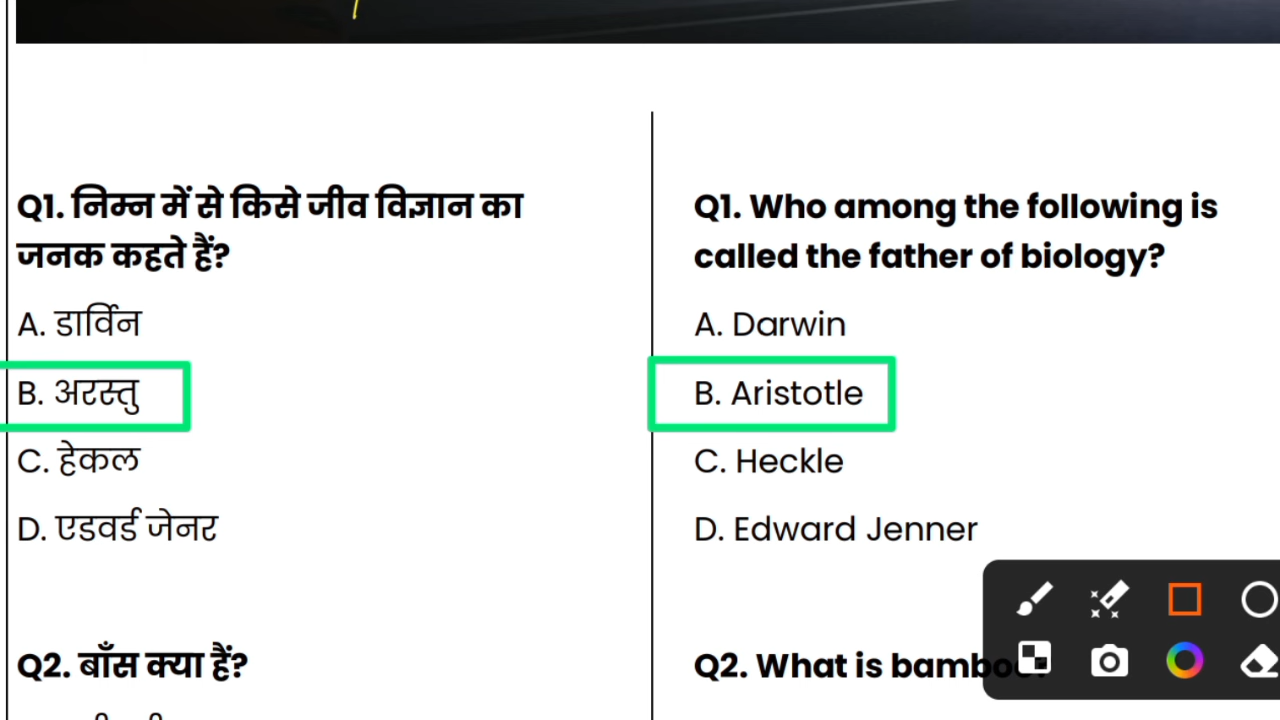 Q1. निम्न में से किसे जीव विज्ञान का
जनक कहते हैं?
A. डार्विन
B. अरस्तु
C. हेकल
D. एडवर्ड जेनर
Q2. बाँस क्या हैं?
Q1. Who among the following is
called the father of biology?
A. Darwin
B. Aristotle
C. Heckle
D. Edward Jenner
Q2. What is bamboo?